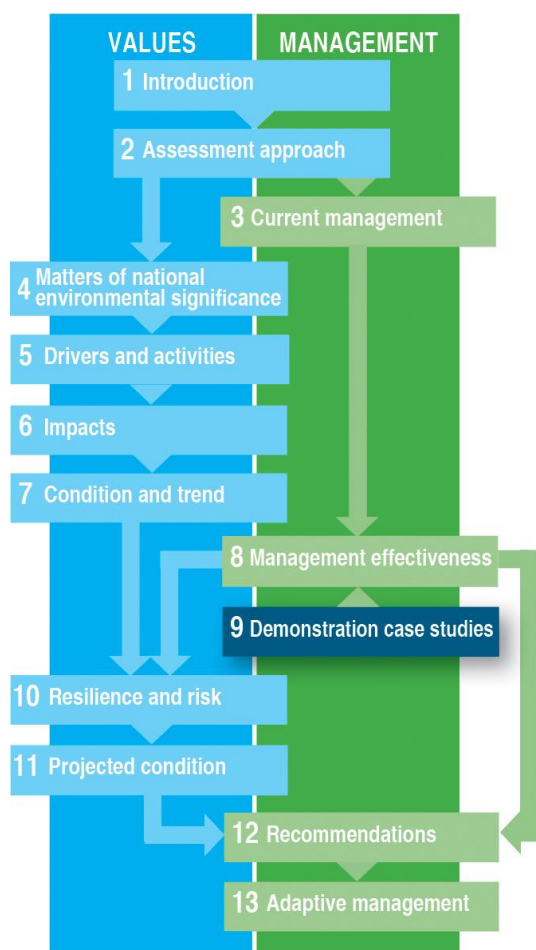 VALUES MANAGEMENT
1 Introduction
2 Assessment approach
3 Current management
4 Matters of national
environmental significance
5 Drivers and activities
6 Impacts
7 Condition and trend
8 Management effectiveness
9 Demonstration case studies
10 Resilience and risk
11 Projected condition
12 Recommendations
13 Adaptive management